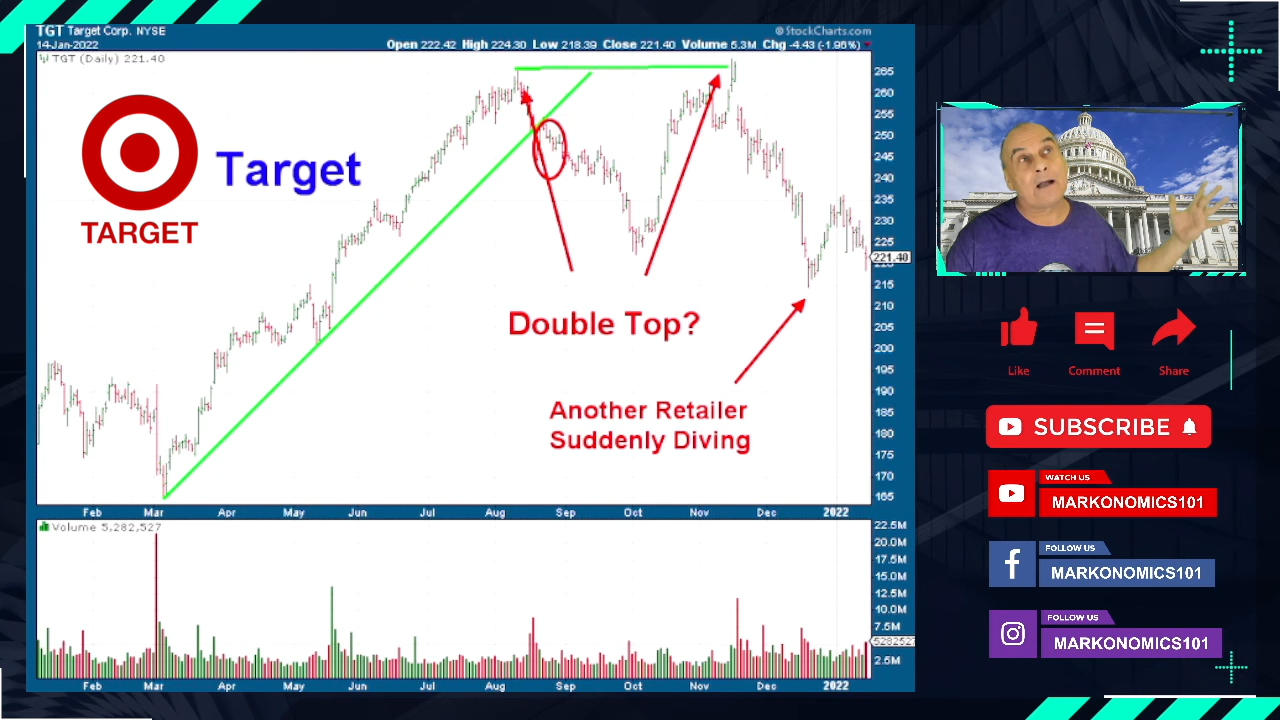 TGT Target Corp. NYSE
© StockCharts.com
14-Jan-2022
Open 222.42 High 224.30 Low 218.39 Close 221.40 Volume 5.3M Chg -4.43 (-1.96%)
TGT (Daily) 221.40
TARGET
Target
Double Top?
Another Retailer
Suddenly Diving
265
260
255
250
245
240
235
230
225
221.40
220
215
210
205
200
195
190
185
180
175
170
165
Feb Mar Apr May Jun Jul Aug Sep Oct Nov Dec 2022
Volume 5,282,527
22.5M
20.0M
17.5M
15.0M
12.5M
10.0M
7.5M
5282527
2.5M
Feb Mar Apr May Jun Jul Aug Sep Oct Nov Dec 2022
Like Comment Share
SUBSCRIBE
WATCH US
MARKONOMICS101
FOLLOW US
MARKONOMICS101
FOLLOW US
MARKONOMICS101